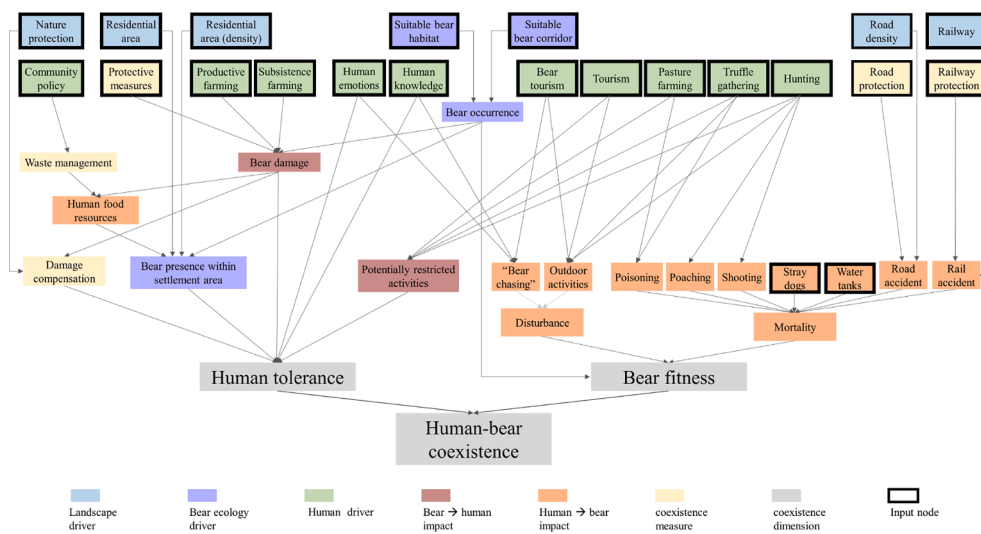 Nature
protection
Residential
area
Residential
area (density)
Suitable bear
habitat
Suitable
bear corridor
Road
density
Railway
Community
policy
Protective
measures
Productive
farming
Subsistence
farming
Human
emotions
Human
knowledge
Bear
tourism
Tourism
Pasture
farming
Truffle
gathering
Hunting
Road
protection
Railway
protection
Bear occurrence
Waste management
Bear damage
Human food
resources
Damage
compensation
Bear presence within
settlement area
Potentially restricted
activities
“Bear
chasing”
Outdoor
activities
Poisoning
Poaching
Shooting
Stray
dogs
Water
tanks
Road
accident
Rail
accident
Disturbance
Mortality
Human tolerance
Bear fitness
Human-bear
coexistence
Landscape
driver
Bear ecology
driver
Human driver
Bear → human
impact
Human → bear
impact
coexistence
measure
coexistence
dimension
Input node